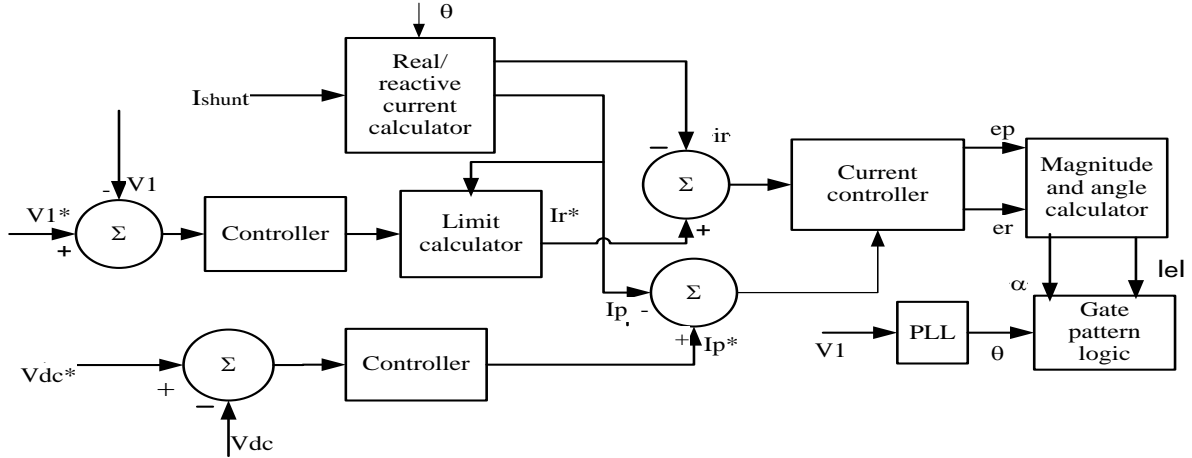 θ
Real/
reactive
current
calculator
Ishunt
ir
ep
Current
controller
Magnitude
and angle
calculator
er
- V1
V1*
+
Σ
Controller
Limit
calculator
Ir*
−
Σ
+
α
lel
Ip
-
Σ
+
Ip*
V1
PLL
θ
Gate
pattern
logic
Vdc*
+
Σ
−
Vdc
Controller